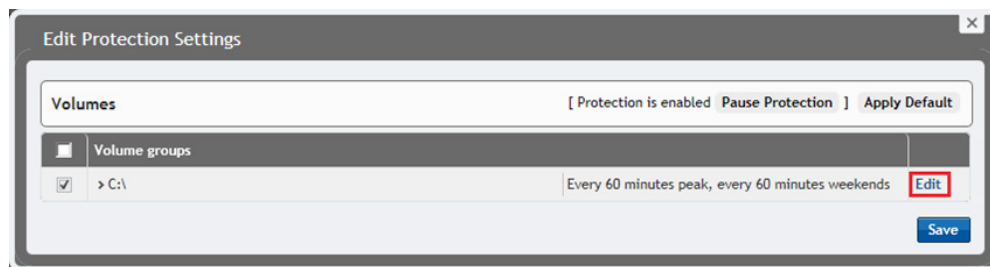 Edit Protection Settings
Volumes [ Protection is enabled Pause Protection ] Apply Default
Volume groups
> C:\ Every 60 minutes peak, every 60 minutes weekends Edit
Save